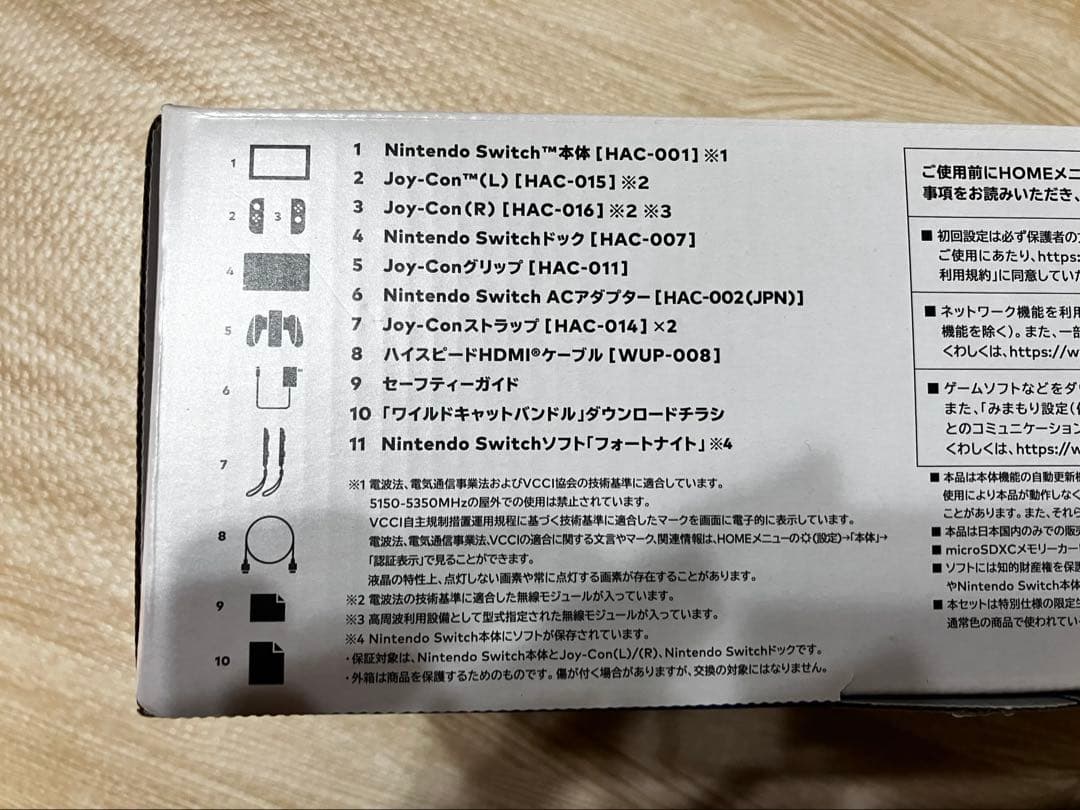 1 Nintendo Switch™本体[HAC-001]※1
2 Joy-Con™(L)[HAC-015]※2
3 Joy-Con(R)[HAC-016]※2 ※3
4 Nintendo Switchドック[HAC-007]
5 Joy-Conグリップ[HAC-011]
6 Nintendo Switch ACアダプター[HAC-002(JPN)]
7 Joy-Conストラップ[HAC-014]×2
8 ハイスピードHDMI®ケーブル[WUP-008]
9 セーフティーガイド
10 「ワイルドキャットバンドル」ダウンロードチラシ
11 Nintendo Switchソフト「フォートナイト」※4
※1 電波法、電気通信事業法およびVCCI協会の技術基準に適合しています。
5150-5350MHzの屋外での使用は禁止されています。
VCCI自主規制措置運用規程に基づく技術基準に適合したマークを画面に電子的に表示しています。
電波法、電気通信事業法、VCCIの適合に関する文言やマーク、関連情報は、HOMEメニューの(設定)→「本体」→
「認証表示」で見ることができます。
液晶の特性上、点灯しない画素や常に点灯する画素が存在することがあります。
※2 電波法の技術基準に適合した無線モジュールが入っています。
※3 高周波利用設備として型式指定された無線モジュールが入っています。
※4 Nintendo Switch本体にソフトが保存されています。
・保証対象は、Nintendo Switch本体とJoy-Con(L)/(R)、Nintendo Switchドックです。
・外箱は商品を保護するためのものです。傷が付く場合がありますが、交換の対象にはなりません。
1
2 3
4
5
6
7
8
9
10
ご使用前にHOMEメニ
事項をお読みいただき、
■ 初回設定は必ず保護者の
ご使用にあたり、https:
利用規約」に同意してい
■ ネットワーク機能を利用
機能を除く)。また、一部
くわしくは、https://w
■ ゲームソフトなどをダ
また、「みまもり設定(
とのコミュニケーション
くわしくは、https://w
■ 本品は本体機能の自動更新
使用により本品が動作しなく
ことがあります。また、それら
■ 本品は日本国内のみでの販
■ microSDXCメモリーカー
■ ソフトには知的財産権を保
やNintendo Switch本体
■ 本セットは特別仕様の限定
通常色の商品で使われてい